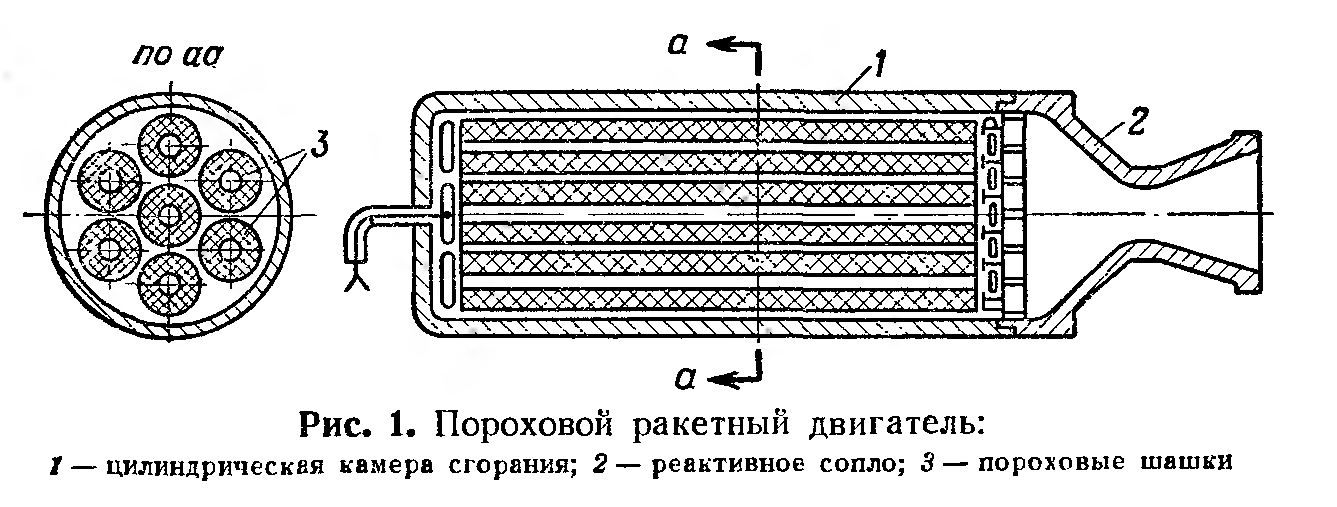 по аа
а
1
2
3
а
Рис. 1. Пороховой ракетный двигатель:
1 — цилиндрическая камера сгорания; 2 — реактивное сопло; 3 — пороховые шашки